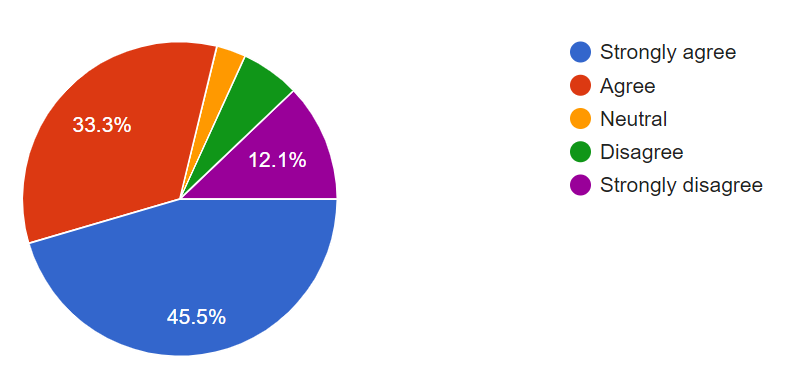 33.3%
12.1%
45.5%
Strongly agree
Agree
Neutral
Disagree
Strongly disagree